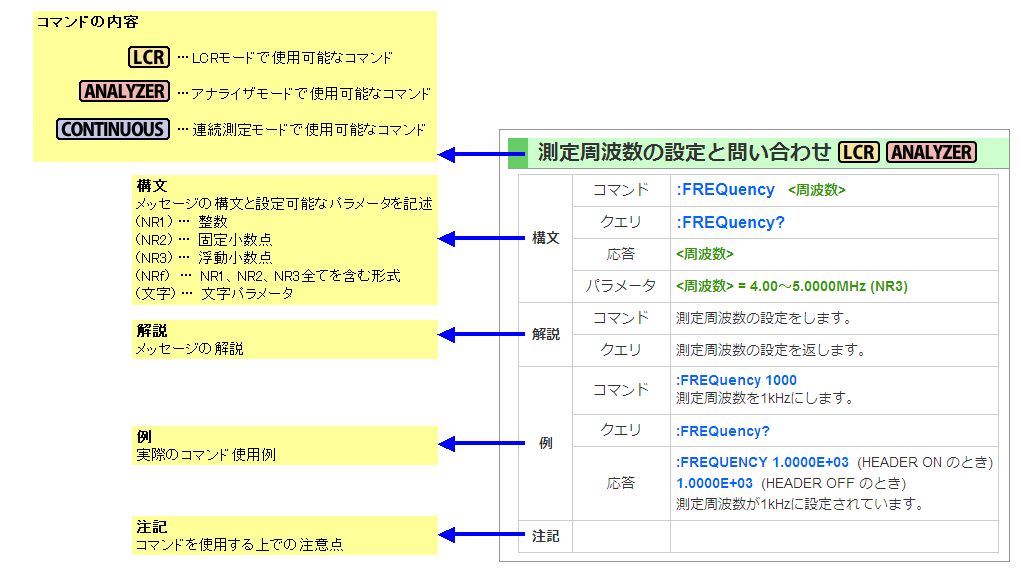 コマンドの内容
LCR … LCRモードで使用可能なコマンド
ANALYZER … アナライザモードで使用可能なコマンド
CONTINUOUS … 連続測定モードで使用可能なコマンド
構文
メッセージの構文と設定可能なパラメータを記述
(NR1) … 整数
(NR2) … 固定小数点
(NR3) … 浮動小数点
(NRf) … NR1、NR2、NR3全てを含む形式
(文字) … 文字パラメータ
解説
メッセージの解説
例
実際のコマンド使用例
注記
コマンドを使用する上での注意点
測定周波数の設定と問い合わせ LCR ANALYZER
構文
コマンド :FREQuency <周波数>
クエリ :FREQuency?
応答 <周波数>
パラメータ <周波数> = 4.00～5.0000MHz (NR3)
解説
コマンド 測定周波数の設定をします。
クエリ 測定周波数の設定を返します。
例
コマンド :FREQuency 1000
測定周波数を1kHzにします。
クエリ :FREQuency?
応答 :FREQUENCY 1.0000E+03 (HEADER ON のとき)
1.0000E+03 (HEADER OFF のとき)
測定周波数が1kHzに設定されています。
注記